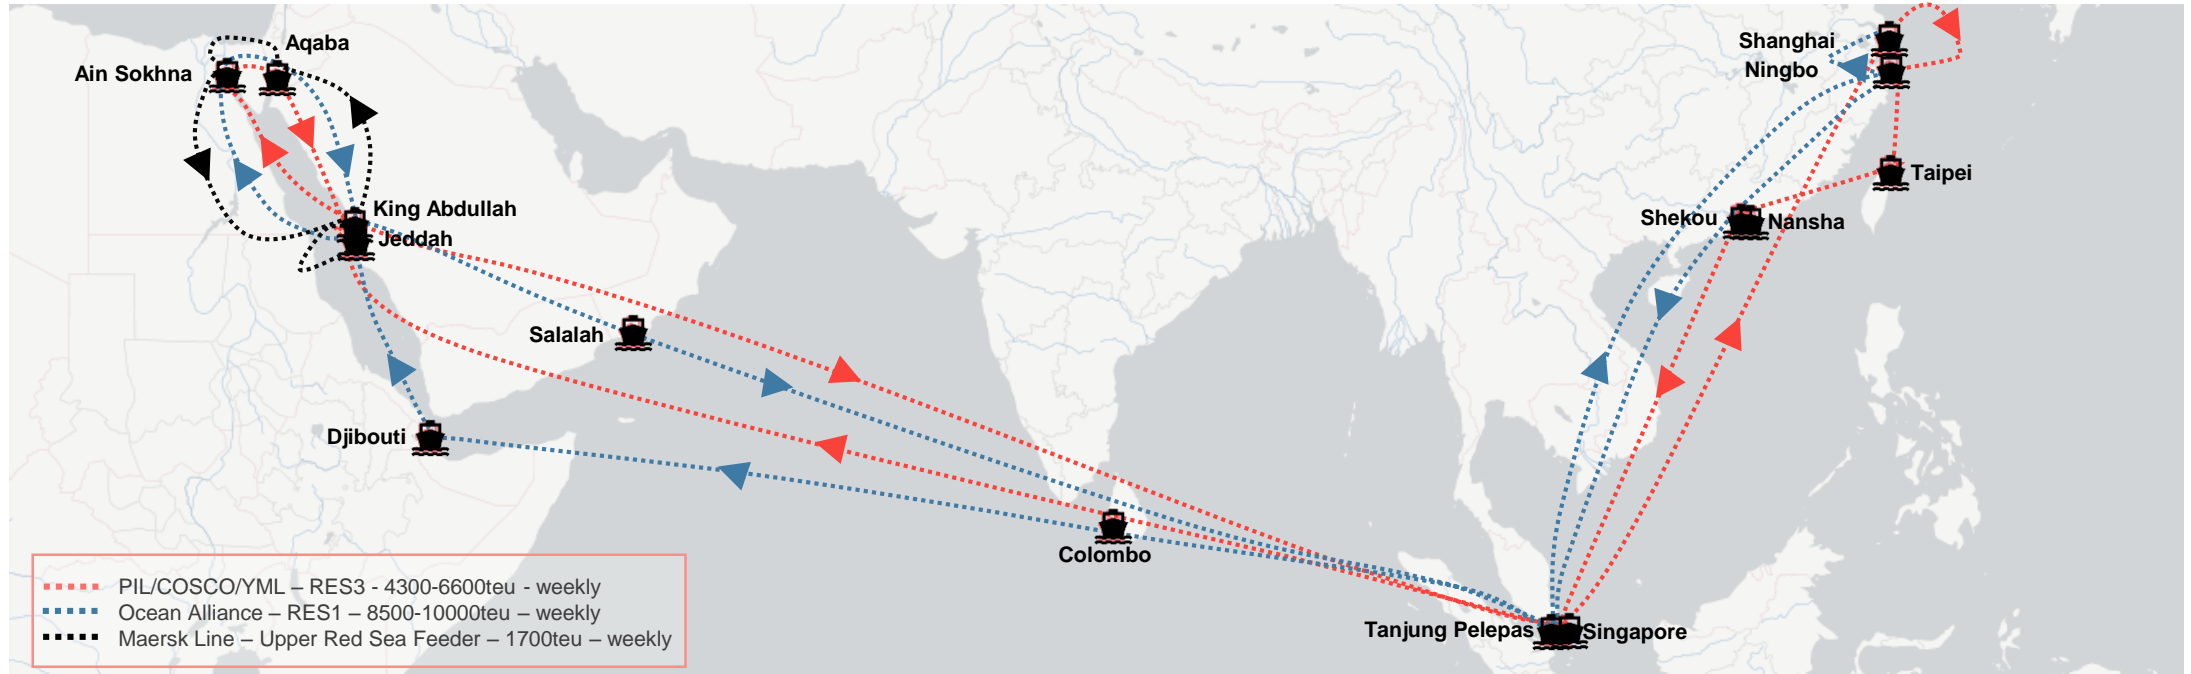 Aqaba
Ain Sokhna
Shanghai
Ningbo
Taipei
King Abdullah
Jeddah
Shekou
Nansha
Salalah
Djibouti
Colombo
Tanjung Pelepas
Singapore
PIL/COSCO/YML – RES3 - 4300-6600teu - weekly
Ocean Alliance – RES1 – 8500-10000teu – weekly
Maersk Line – Upper Red Sea Feeder – 1700teu – weekly